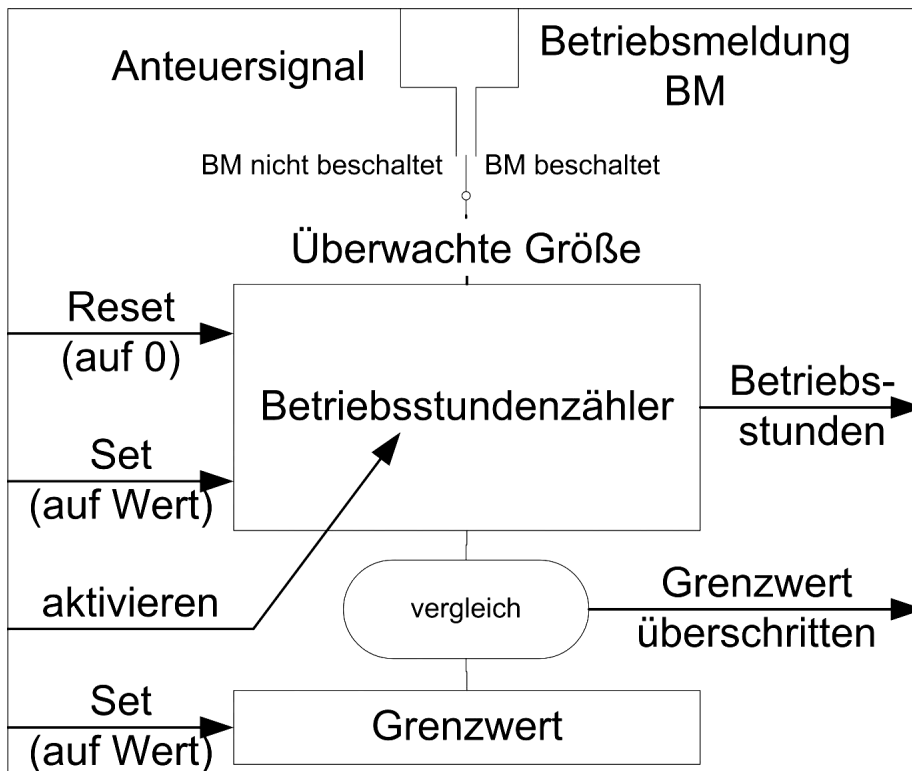 Anteuersignal
Betriebsmeldung
BM
BM nicht beschaltet
BM beschaltet
Überwachte Größe
Reset
(auf 0)
Betriebsstundenzähler
Betriebs-
stunden
Set
(auf Wert)
aktivieren
vergleich
Grenzwert
überschritten
Set
(auf Wert)
Grenzwert